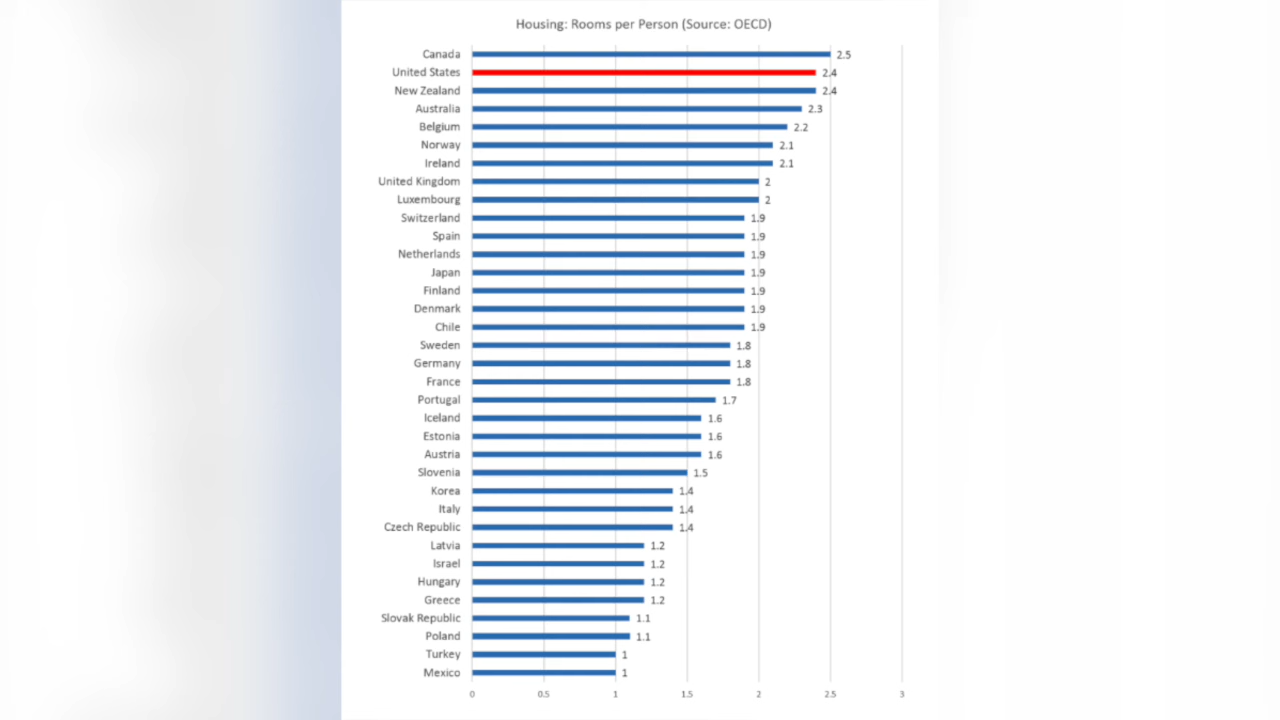 Housing: Rooms per Person (Source: OECD)
Canada 2.5
United States 2.4
New Zealand 2.4
Australia 2.3
Belgium 2.2
Norway 2.1
Ireland 2.1
United Kingdom 2
Luxembourg 2
Switzerland 1.9
Spain 1.9
Netherlands 1.9
Japan 1.9
Finland 1.9
Denmark 1.9
Chile 1.9
Sweden 1.8
Germany 1.8
France 1.8
Portugal 1.7
Iceland 1.6
Estonia 1.6
Austria 1.6
Slovenia 1.5
Korea 1.4
Italy 1.4
Czech Republic 1.4
Latvia 1.2
Israel 1.2
Hungary 1.2
Greece 1.2
Slovak Republic 1.1
Poland 1.1
Turkey 1
Mexico 1
0 0.5 1 1.5 2 2.5 3